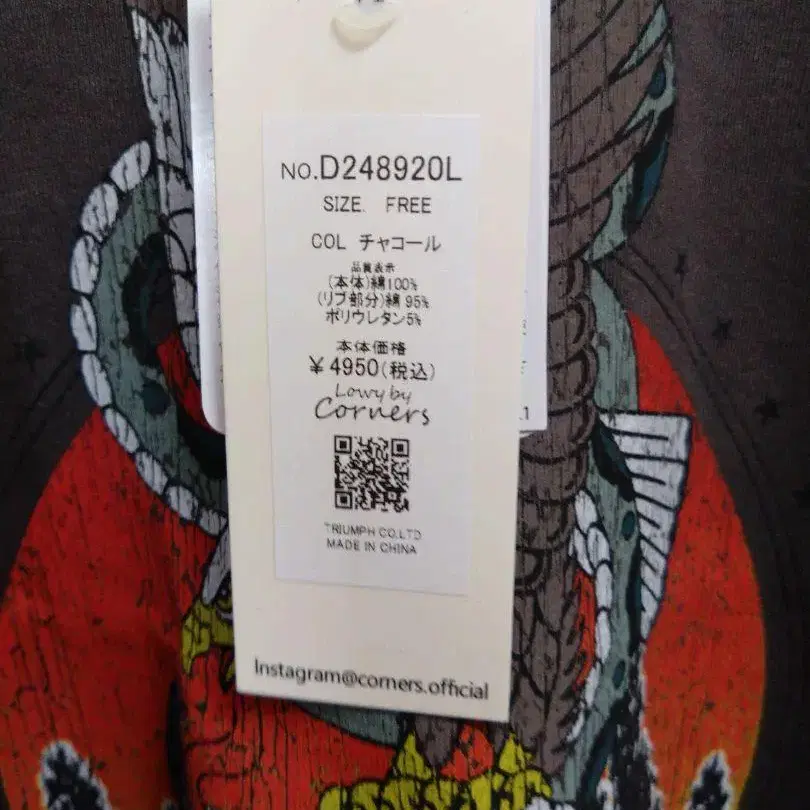 NO.D248920L
SIZE. FREE
COL チャコール
品質表示
(本体)綿100%
(リブ部分)綿 95%
ポリウレタン5%
本体価格
¥4950(税込)
Lowy by
Corners
TRIUMPH CO.LTD
MADE IN CHINA
Instagram@corners.official